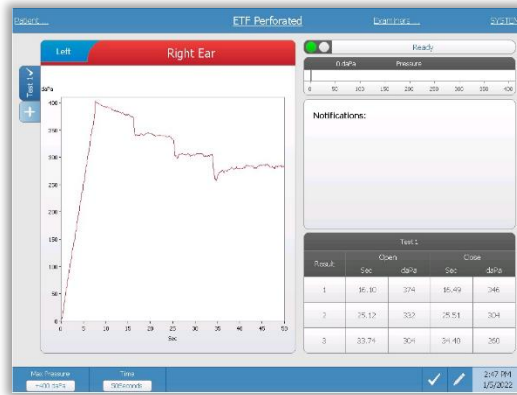 Patient ...
ETF Perforated
Examiners ...
SYSTEM
Left
Right Ear
Test 1
+
daPa
400
350
300
250
200
150
100
50
0
0 5 10 15 20 25 30 35 40 45 50
Sec
Ready
0 daPa Pressure
0 50 100 150 200 250 300 350 400
Notifications:
Test 1
Result Open Close
Sec daPa Sec daPa
1 16.10 374 16.49 346
2 25.12 332 25.51 304
3 33.74 304 34.40 260
Max Pressure
+400 daPa
Time
50Seconds
2:47 PM
1/5/2022